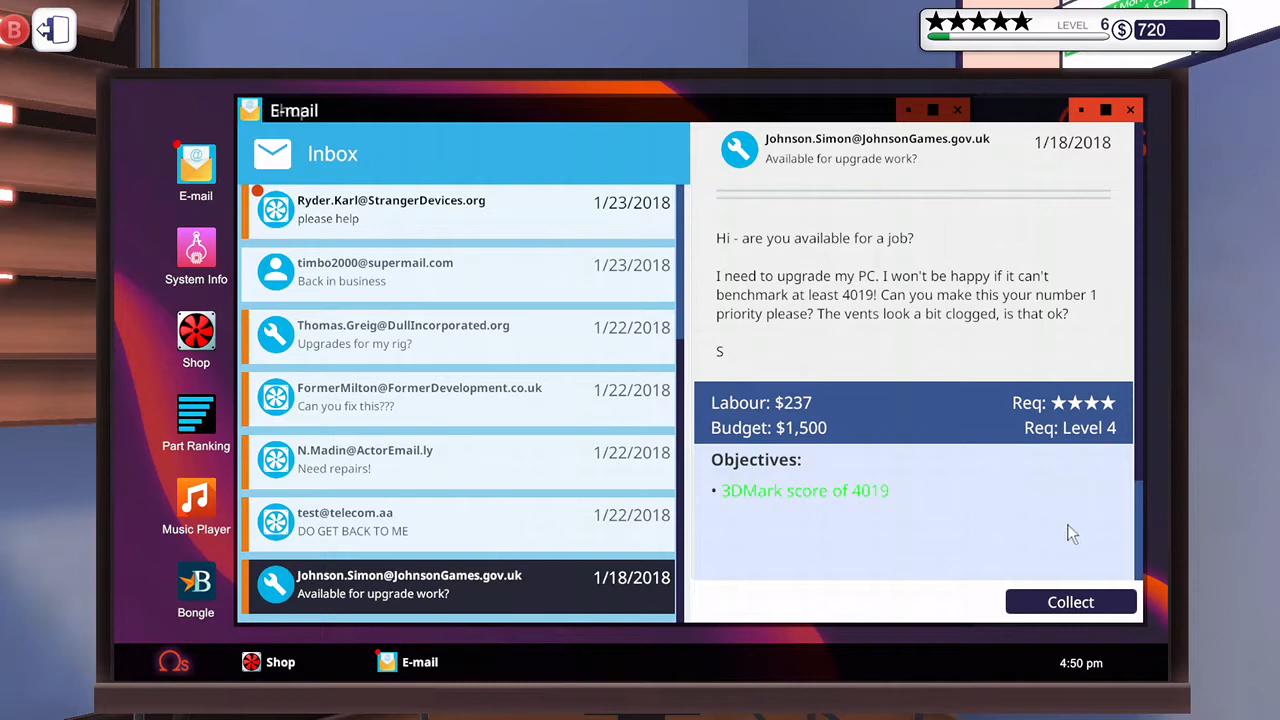 B
LEVEL 6 $ 720
E-mail
E-mail
System Info
Shop
Part Ranking
Music Player
Bongle
Inbox
Ryder.Karl@StrangerDevices.org 1/23/2018
please help
timbo2000@supermail.com 1/23/2018
Back in business
Thomas.Greig@DullIncorporated.org 1/22/2018
Upgrades for my rig?
FormerMilton@FormerDevelopment.co.uk 1/22/2018
Can you fix this???
N.Madin@ActorEmail.ly 1/22/2018
Need repairs!
test@telecom.aa 1/22/2018
DO GET BACK TO ME
Johnson.Simon@JohnsonGames.gov.uk 1/18/2018
Available for upgrade work?
Johnson.Simon@JohnsonGames.gov.uk 1/18/2018
Available for upgrade work?
Hi - are you available for a job?
I need to upgrade my PC. I won't be happy if it can't
benchmark at least 4019! Can you make this your number 1
priority please? The vents look a bit clogged, is that ok?
S
Labour: $237 Req: ★★★★
Budget: $1,500 Req: Level 4
Objectives:
• 3DMark score of 4019
Collect
Ωs Shop E-mail 4:50 pm